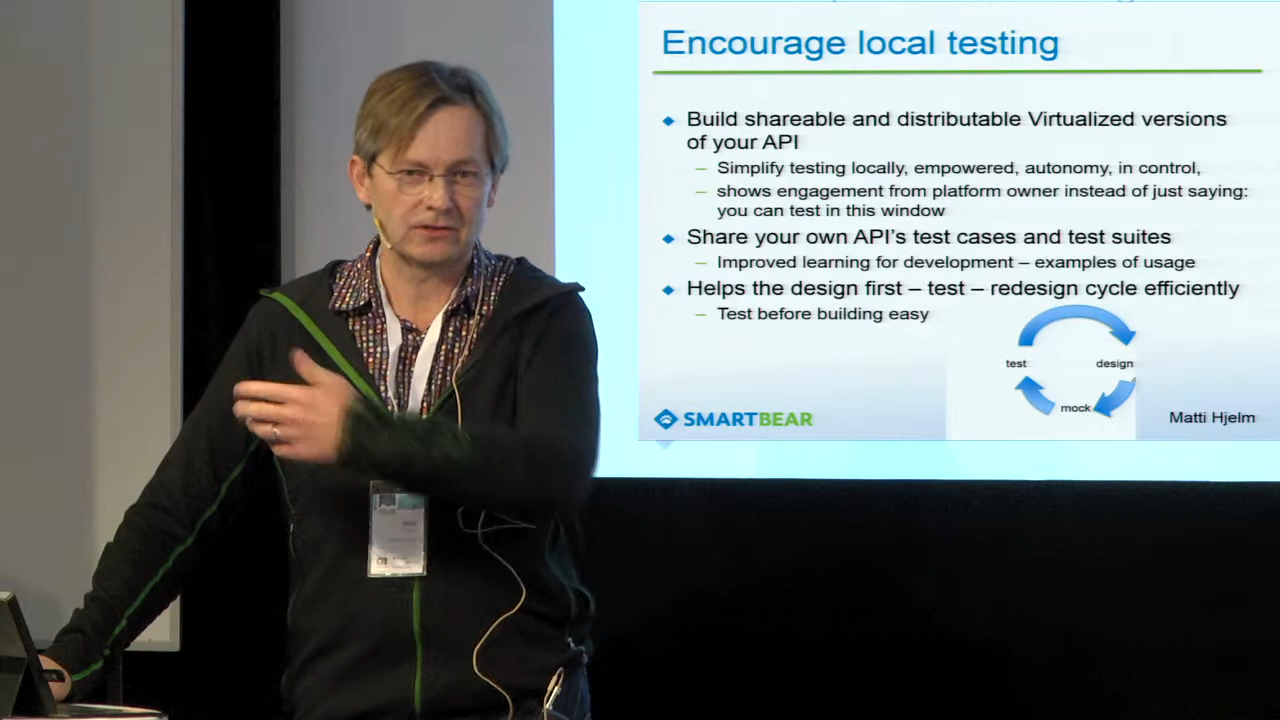 Encourage local testing
Build shareable and distributable Virtualized versions
of your API
– Simplify testing locally, empowered, autonomy, in control,
– shows engagement from platform owner instead of just saying:
you can test in this window
Share your own API's test cases and test suites
– Improved learning for development – examples of usage
Helps the design first – test – redesign cycle efficiently
– Test before building easy
test
design
mock
SMARTBEAR
Matti Hjelm